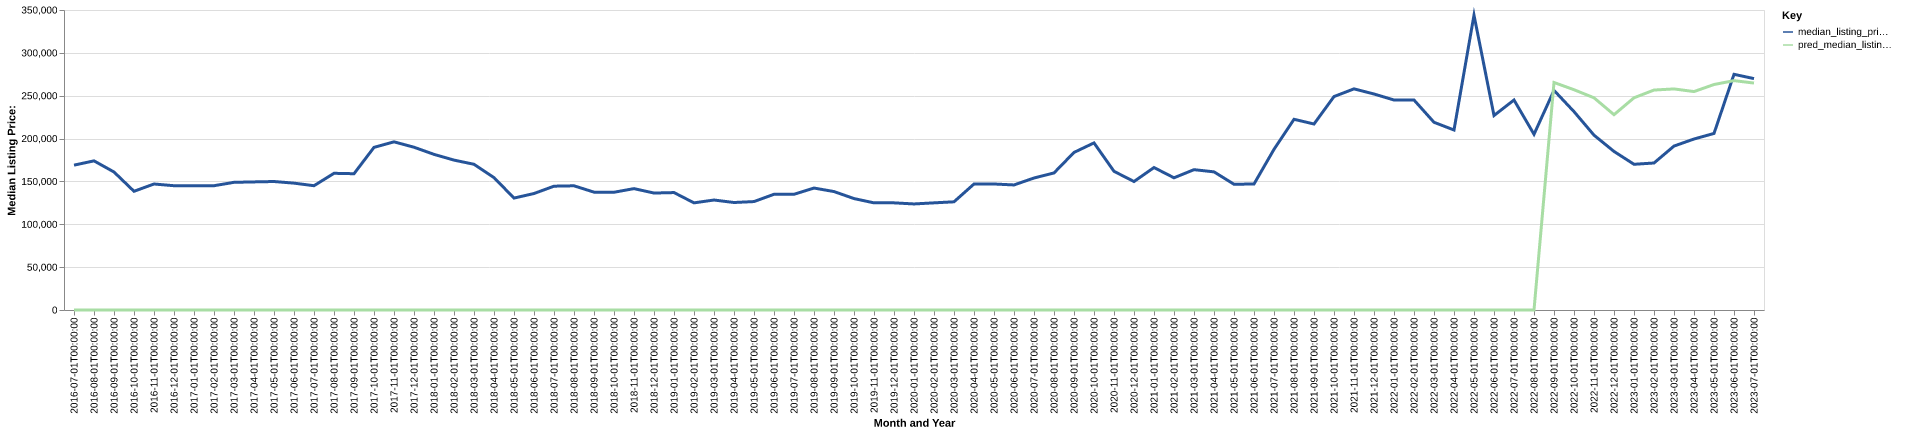 350,000
300,000
250,000
200,000
150,000
100,000
50,000
0
Median Listing Price:
2016-07-01T00:00:00
2016-08-01T00:00:00
2016-09-01T00:00:00
2016-10-01T00:00:00
2016-11-01T00:00:00
2016-12-01T00:00:00
2017-01-01T00:00:00
2017-02-01T00:00:00
2017-03-01T00:00:00
2017-04-01T00:00:00
2017-05-01T00:00:00
2017-06-01T00:00:00
2017-07-01T00:00:00
2017-08-01T00:00:00
2017-09-01T00:00:00
2017-10-01T00:00:00
2017-11-01T00:00:00
2017-12-01T00:00:00
2018-01-01T00:00:00
2018-02-01T00:00:00
2018-03-01T00:00:00
2018-04-01T00:00:00
2018-05-01T00:00:00
2018-06-01T00:00:00
2018-07-01T00:00:00
2018-08-01T00:00:00
2018-09-01T00:00:00
2018-10-01T00:00:00
2018-11-01T00:00:00
2018-12-01T00:00:00
2019-01-01T00:00:00
2019-02-01T00:00:00
2019-03-01T00:00:00
2019-04-01T00:00:00
2019-05-01T00:00:00
2019-06-01T00:00:00
2019-07-01T00:00:00
2019-08-01T00:00:00
2019-09-01T00:00:00
2019-10-01T00:00:00
2019-11-01T00:00:00
2019-12-01T00:00:00
2020-01-01T00:00:00
2020-02-01T00:00:00
2020-03-01T00:00:00
2020-04-01T00:00:00
2020-05-01T00:00:00
2020-06-01T00:00:00
2020-07-01T00:00:00
2020-08-01T00:00:00
2020-09-01T00:00:00
2020-10-01T00:00:00
2020-11-01T00:00:00
2020-12-01T00:00:00
2021-01-01T00:00:00
2021-02-01T00:00:00
2021-03-01T00:00:00
2021-04-01T00:00:00
2021-05-01T00:00:00
2021-06-01T00:00:00
2021-07-01T00:00:00
2021-08-01T00:00:00
2021-09-01T00:00:00
2021-10-01T00:00:00
2021-11-01T00:00:00
2021-12-01T00:00:00
2022-01-01T00:00:00
2022-02-01T00:00:00
2022-03-01T00:00:00
2022-04-01T00:00:00
2022-05-01T00:00:00
2022-06-01T00:00:00
2022-07-01T00:00:00
2022-08-01T00:00:00
2022-09-01T00:00:00
2022-10-01T00:00:00
2022-11-01T00:00:00
2022-12-01T00:00:00
2023-01-01T00:00:00
2023-02-01T00:00:00
2023-03-01T00:00:00
2023-04-01T00:00:00
2023-05-01T00:00:00
2023-06-01T00:00:00
2023-07-01T00:00:00
Month and Year
Key
median_listing_pri…
pred_median_listin…